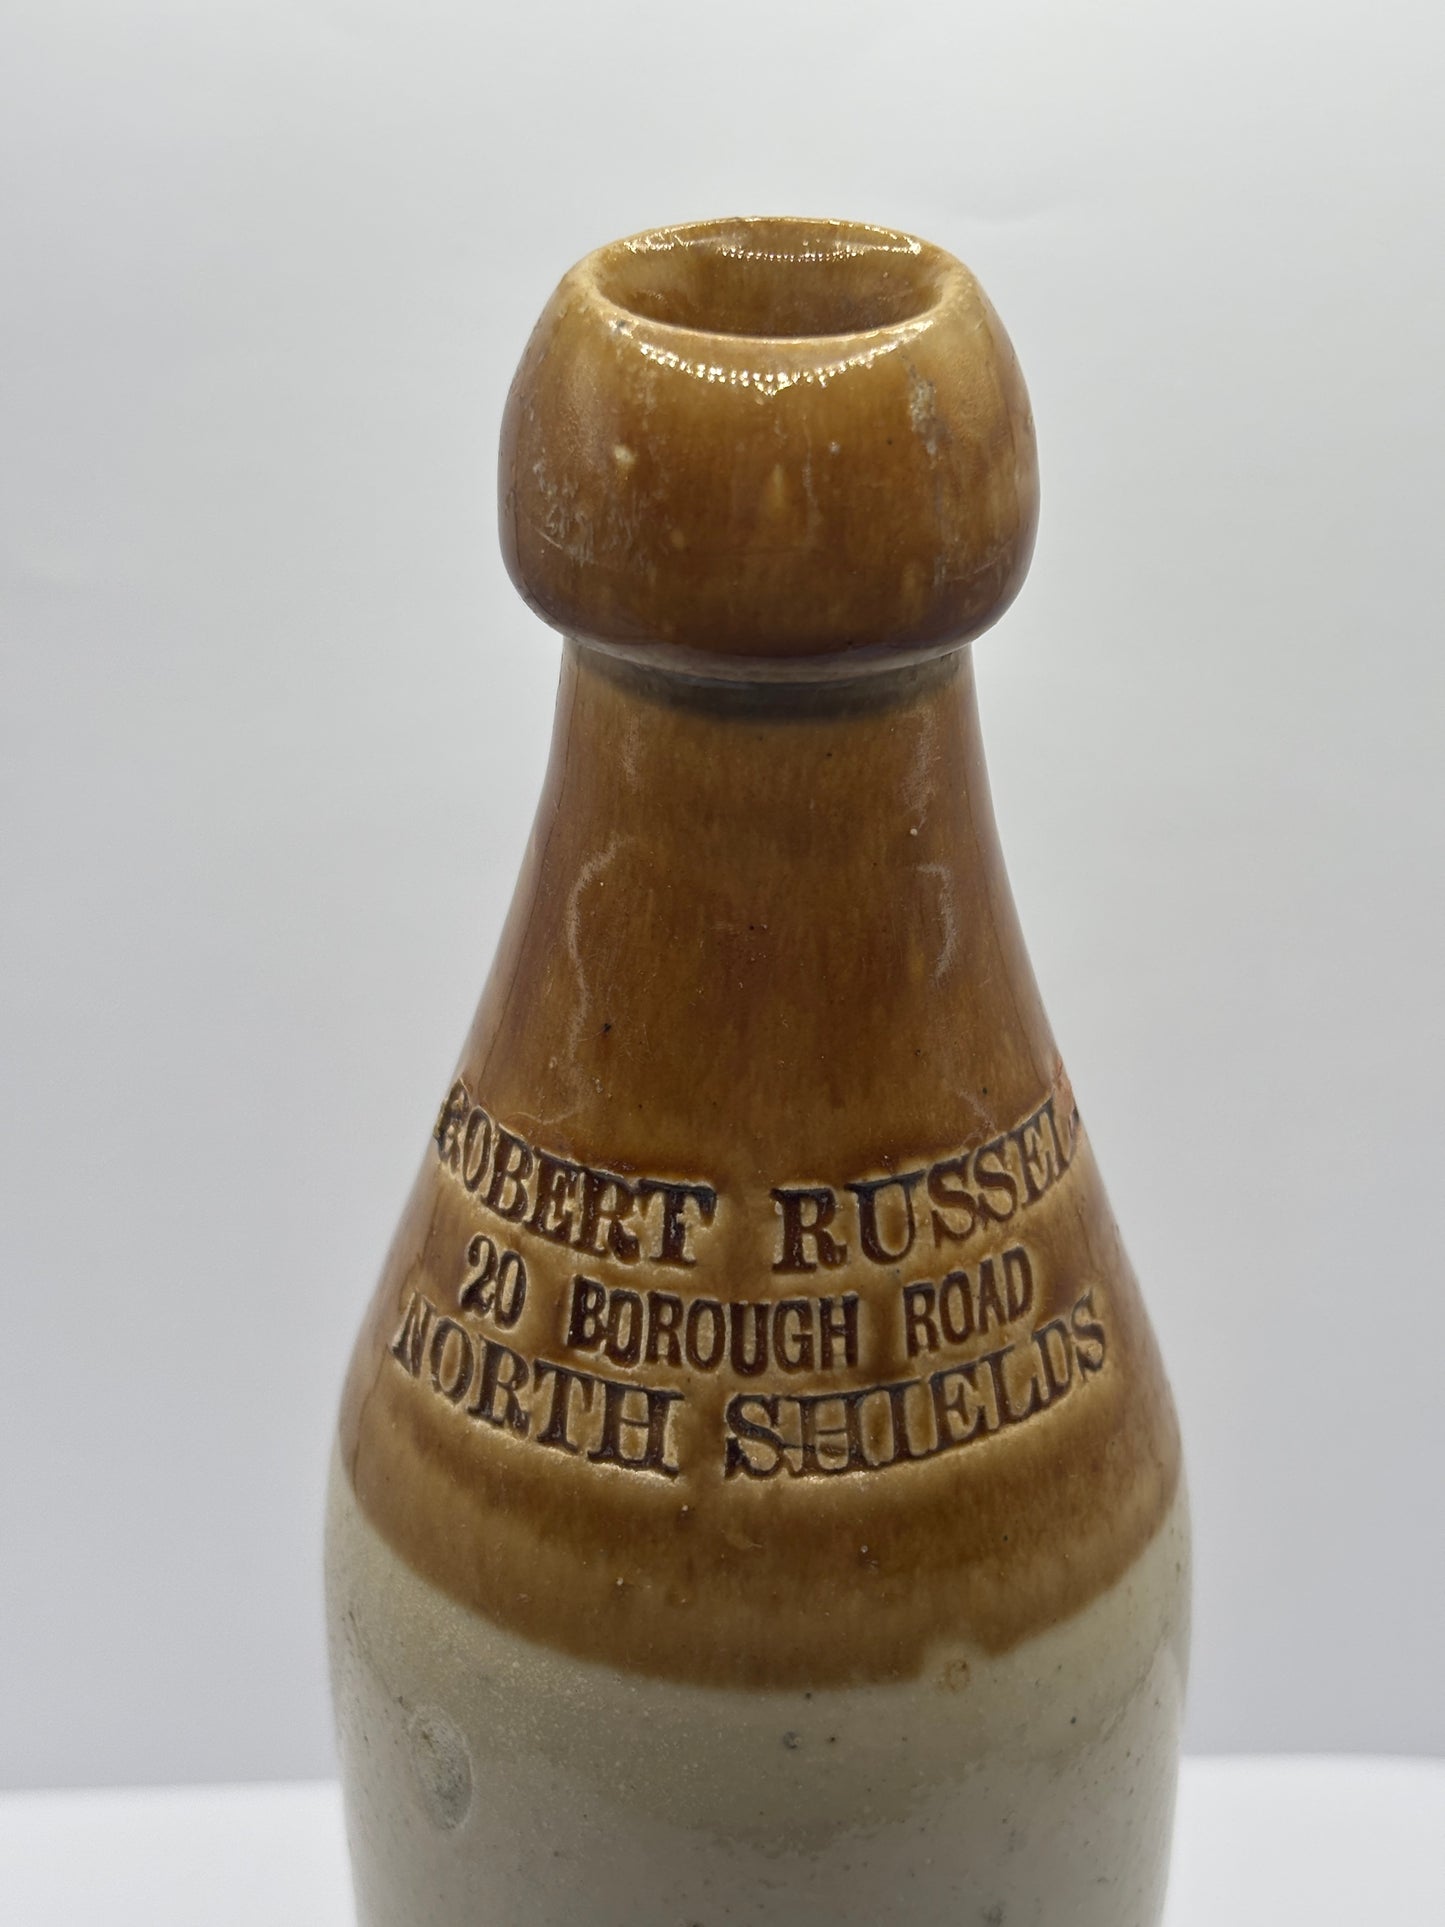 ROBERT RUSSELL
20 BOROUGH ROAD
NORTH SHIELDS